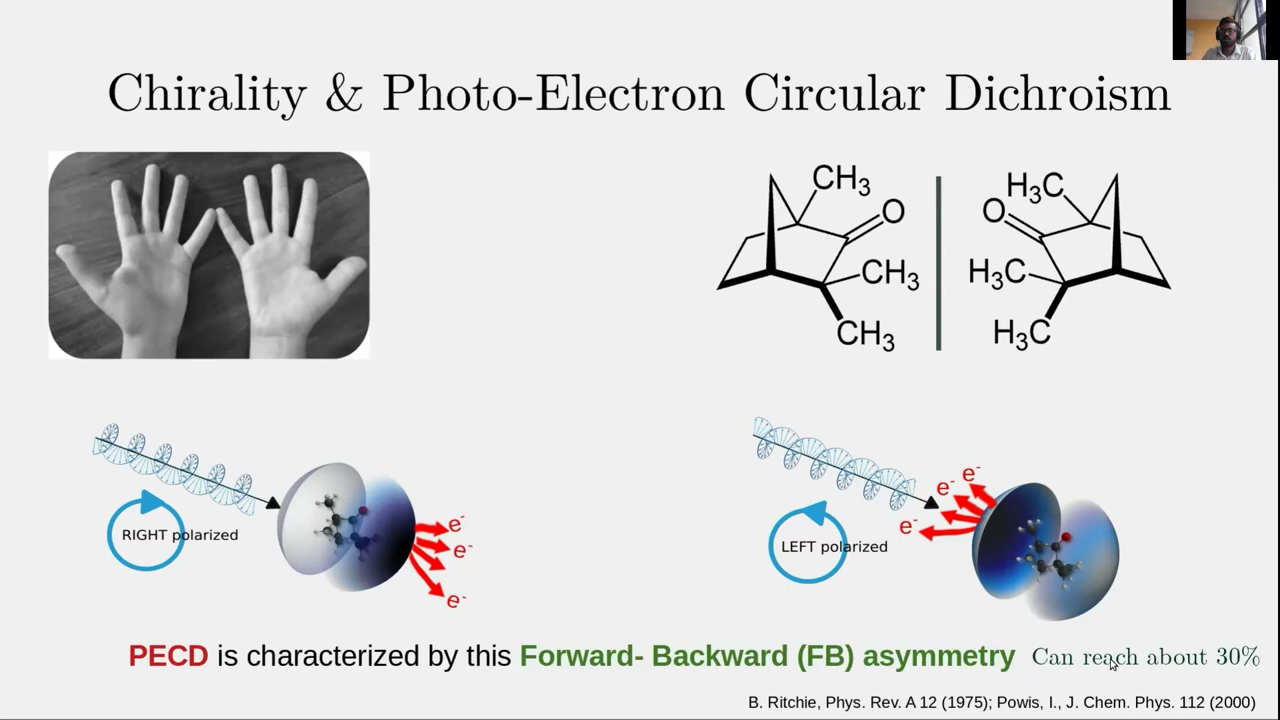 Chirality & Photo-Electron Circular Dichroism
CH₃
O
CH₃
CH₃
H₃C
O
H₃C
H₃C
RIGHT polarized
e⁻
e⁻
e⁻
LEFT polarized
e⁻
e⁻
e⁻
PECD is characterized by this Forward- Backward (FB) asymmetry Can reach about 30%
B. Ritchie, Phys. Rev. A 12 (1975); Powis, I., J. Chem. Phys. 112 (2000)